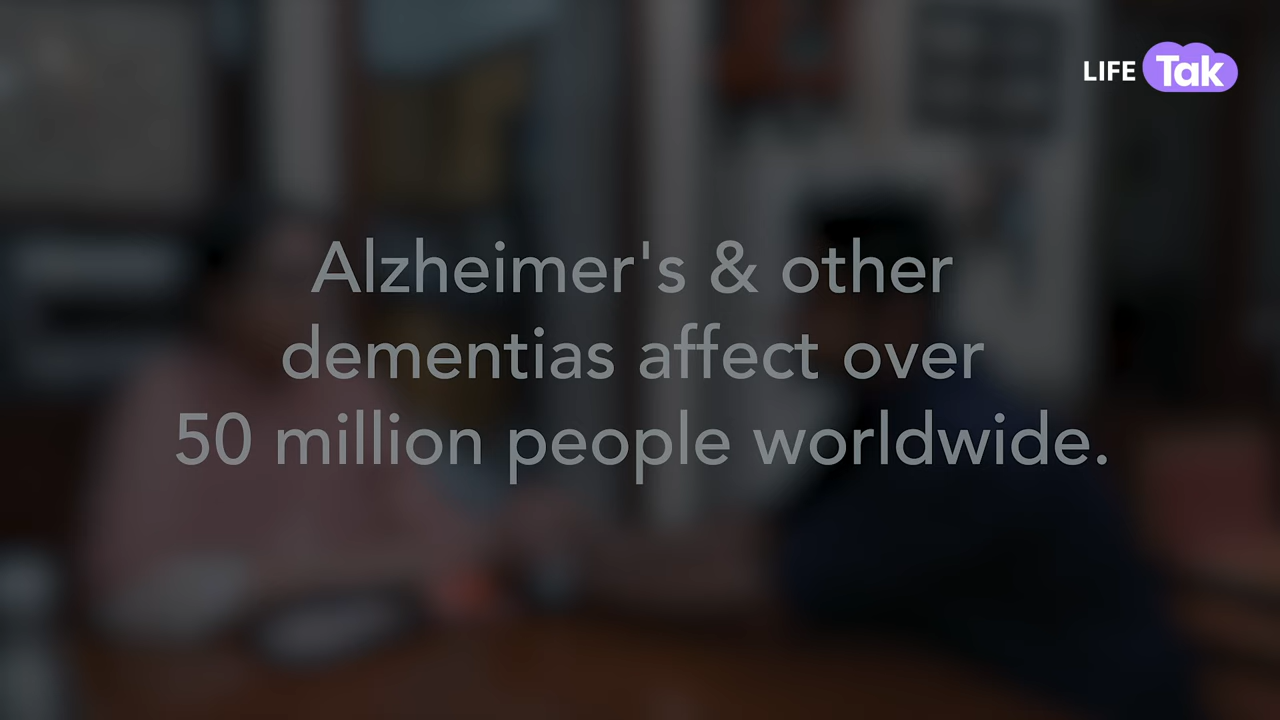 LIFE Tak
Alzheimer's & other
dementias affect over
50 million people worldwide.